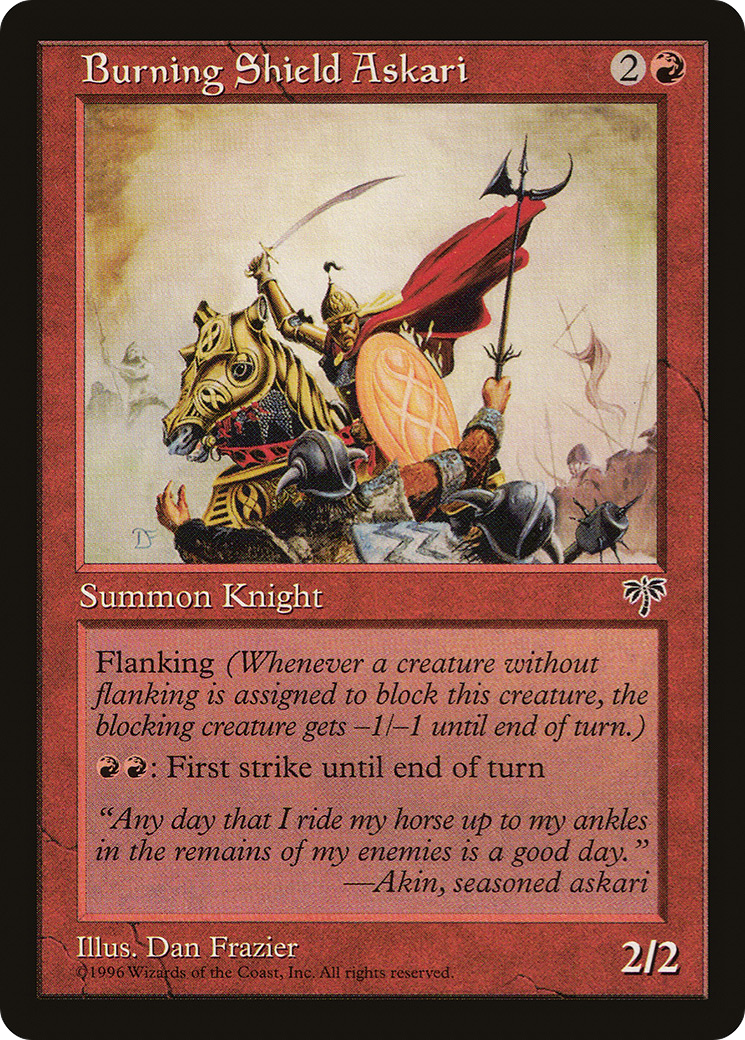 Burning Shield Askari 2
DF
Summon Knight
Flanking (Whenever a creature without
flanking is assigned to block this creature, the
blocking creature gets –1/–1 until end of turn.)
: First strike until end of turn
“Any day that I ride my horse up to my ankles
in the remains of my enemies is a good day.”
—Akin, seasoned askari
Illus. Dan Frazier
©1996 Wizards of the Coast, Inc. All rights reserved.
2/2